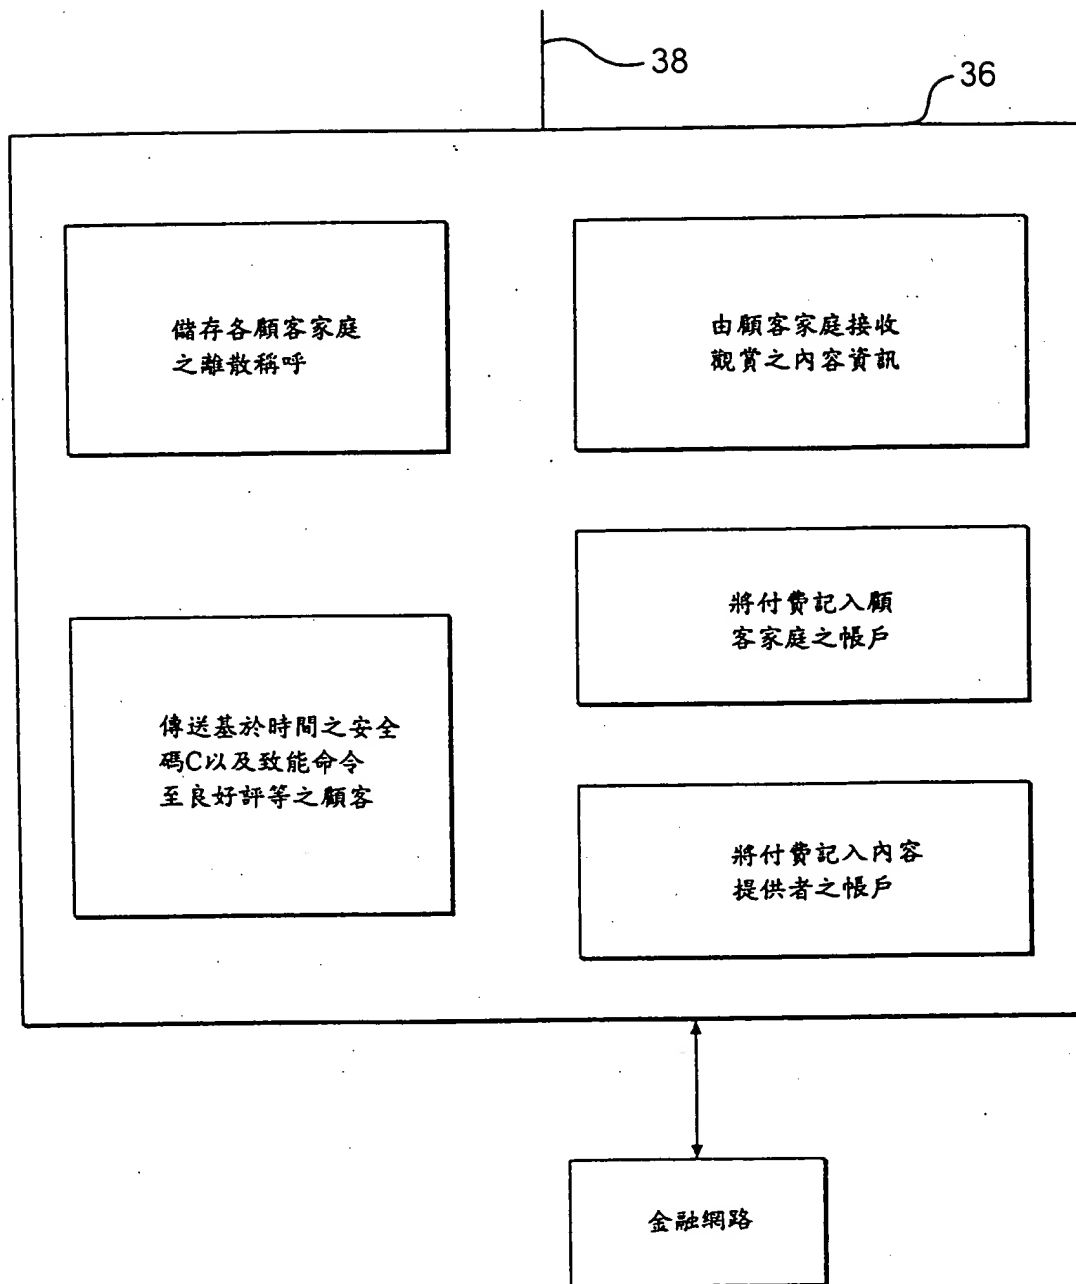 38
36
儲存各顧客家庭
之離散稱呼
由顧客家庭接收
觀賞之內容資訊
將付費記入顧
客家庭之帳戶
傳送基於時間之安全
碼C以及致能命令
至良好評等之顧客
將付費記入內容
提供者之帳戶
金融網路